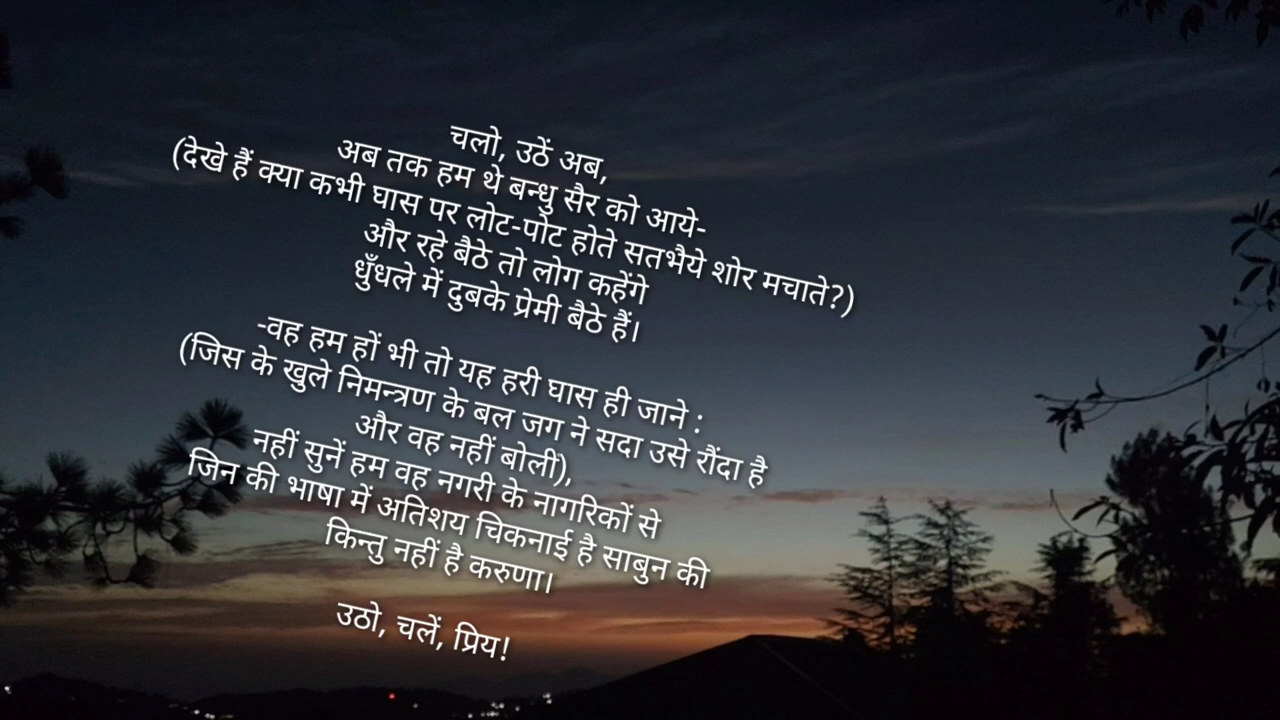 चलो, उठें अब,
अब तक हम थे बन्धु सैर को आये-
(देखे हैं क्या कभी घास पर लोट-पोट होते सतभैये शोर मचाते?)
और रहे बैठे तो लोग कहेंगे
धुँधले में दुबके प्रेमी बैठे हैं।
-वह हम हों भी तो यह हरी घास ही जाने :
(जिस के खुले निमन्त्रण के बल जग ने सदा उसे रौंदा है
और वह नहीं बोली),
नहीं सुनें हम वह नगरी के नागरिकों से
जिन की भाषा में अतिशय चिकनाई है साबुन की
किन्तु नहीं है करुणा।
उठो, चलें, प्रिय!